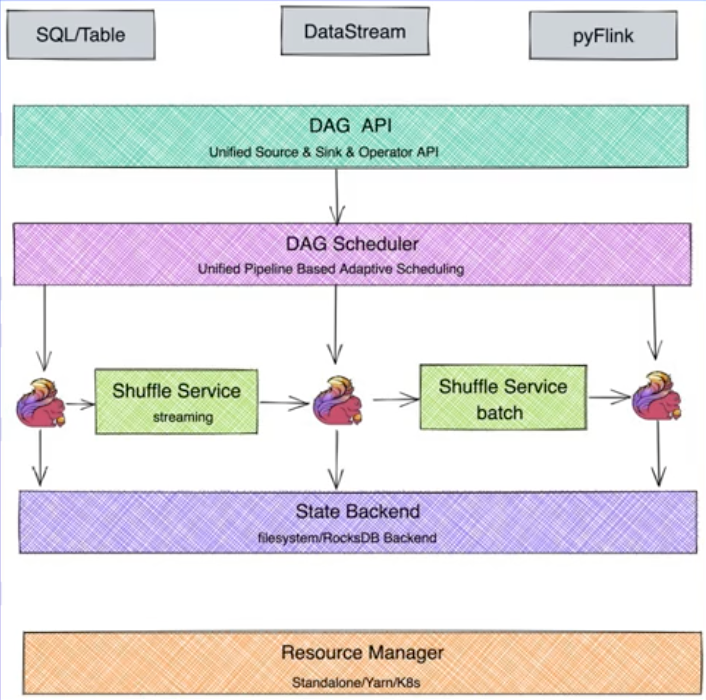 SQL/Table
DataStream
pyFlink
DAG API
Unified Source & Sink & Operator API
DAG Scheduler
Unified Pipeline Based Adaptive Scheduling
Shuffle Service
streaming
Shuffle Service
batch
State Backend
filesystem/RocksDB Backend
Resource Manager
Standalone/Yarn/K8s